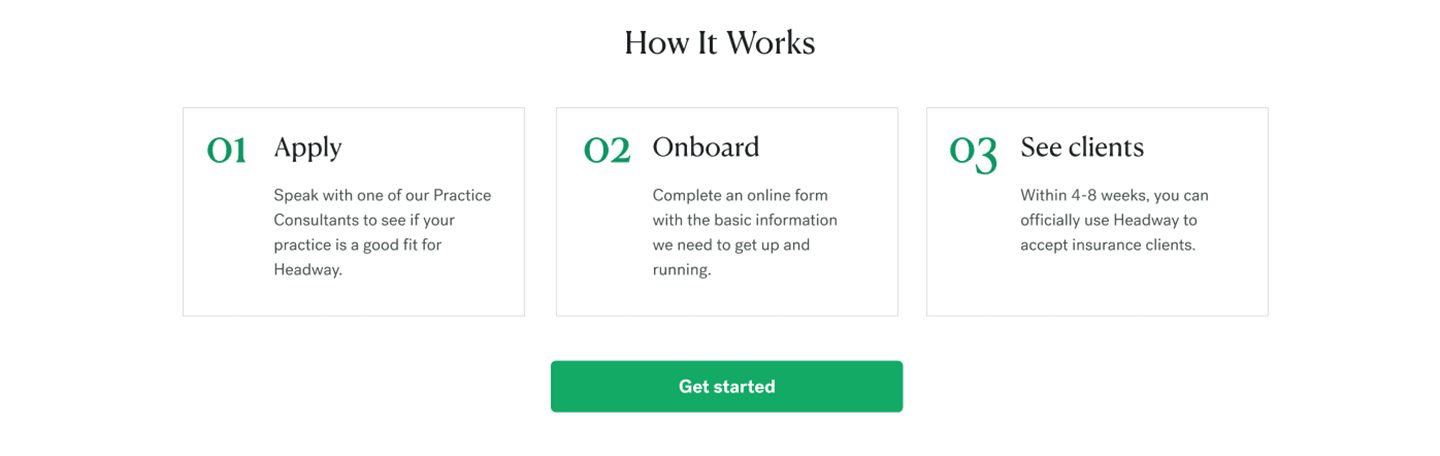 How It Works
01 Apply
Speak with one of our Practice
Consultants to see if your
practice is a good fit for
Headway.
02 Onboard
Complete an online form
with the basic information
we need to get up and
running.
03 See clients
Within 4-8 weeks, you can
officially use Headway to
accept insurance clients.
Get started